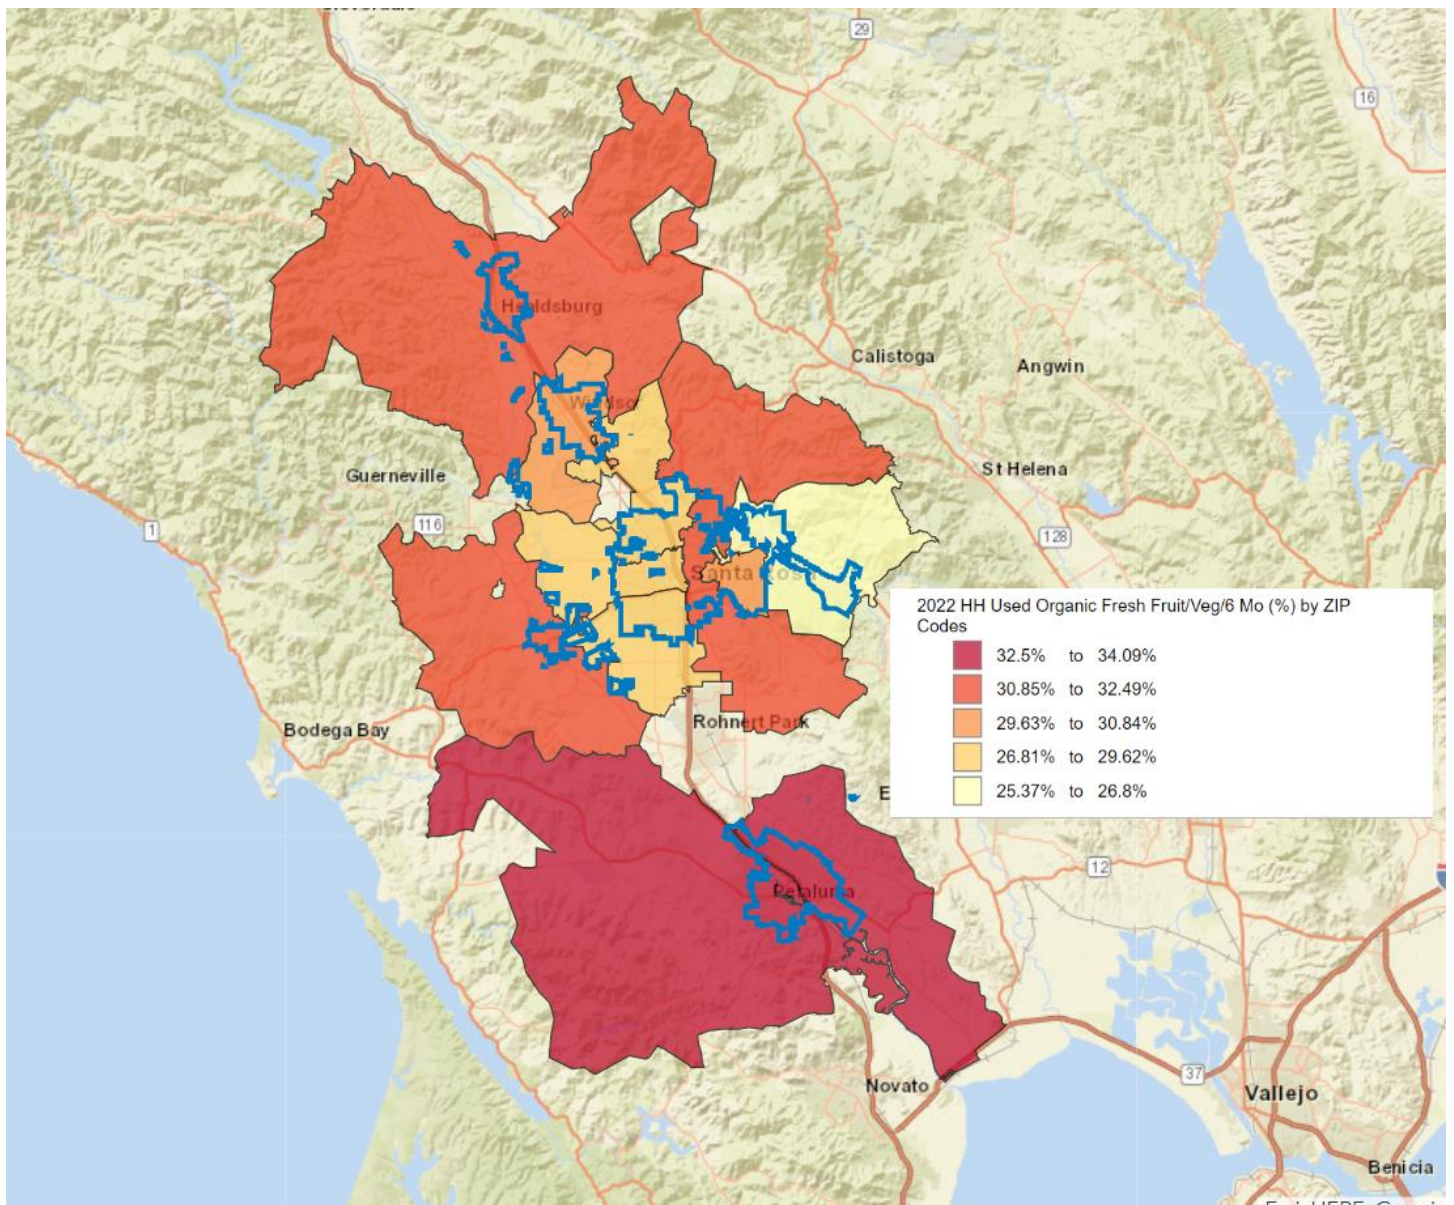 29
16
Healdsburg
Calistoga
Angwin
Windsor
St Helena
Guerneville
116
1
128
Santa Rosa
2022 HH Used Organic Fresh Fruit/Veg/6 Mo (%) by ZIP
Codes
32.5% to 34.09%
30.85% to 32.49%
29.63% to 30.84%
26.81% to 29.62%
25.37% to 26.8%
Rohnert Park
Bodega Bay
E
12
Petaluma
37
Novato
Vallejo
Benicia